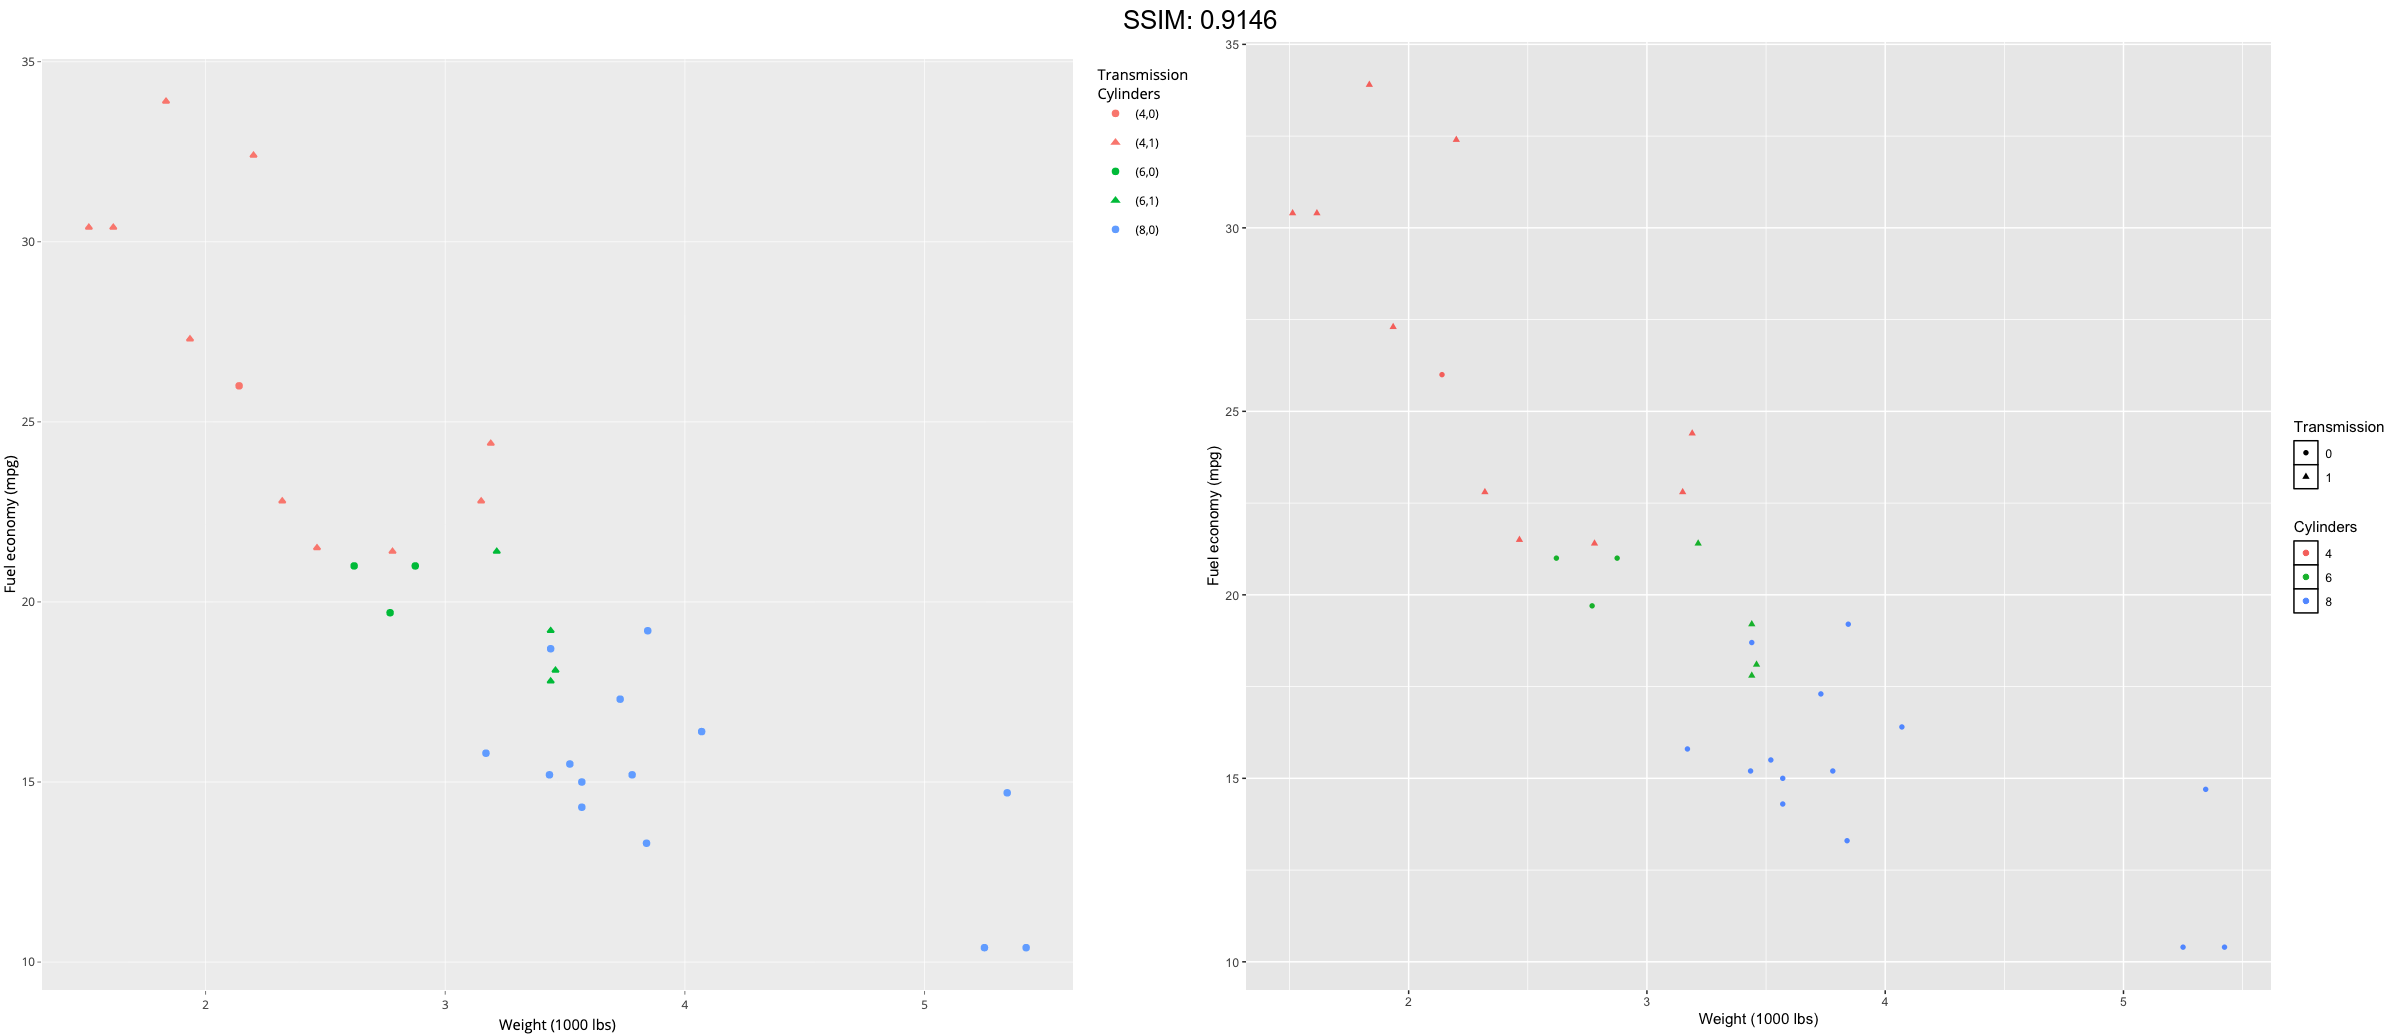 SSIM: 0.9146
35
30
25
20
15
10
Fuel economy (mpg)
2 3 4 5
Weight (1000 lbs)
Transmission
Cylinders
(4,0)
(4,1)
(6,0)
(6,1)
(8,0)
35
30
25
20
15
10
Fuel economy (mpg)
2 3 4 5
Weight (1000 lbs)
Transmission
0
1
Cylinders
4
6
8